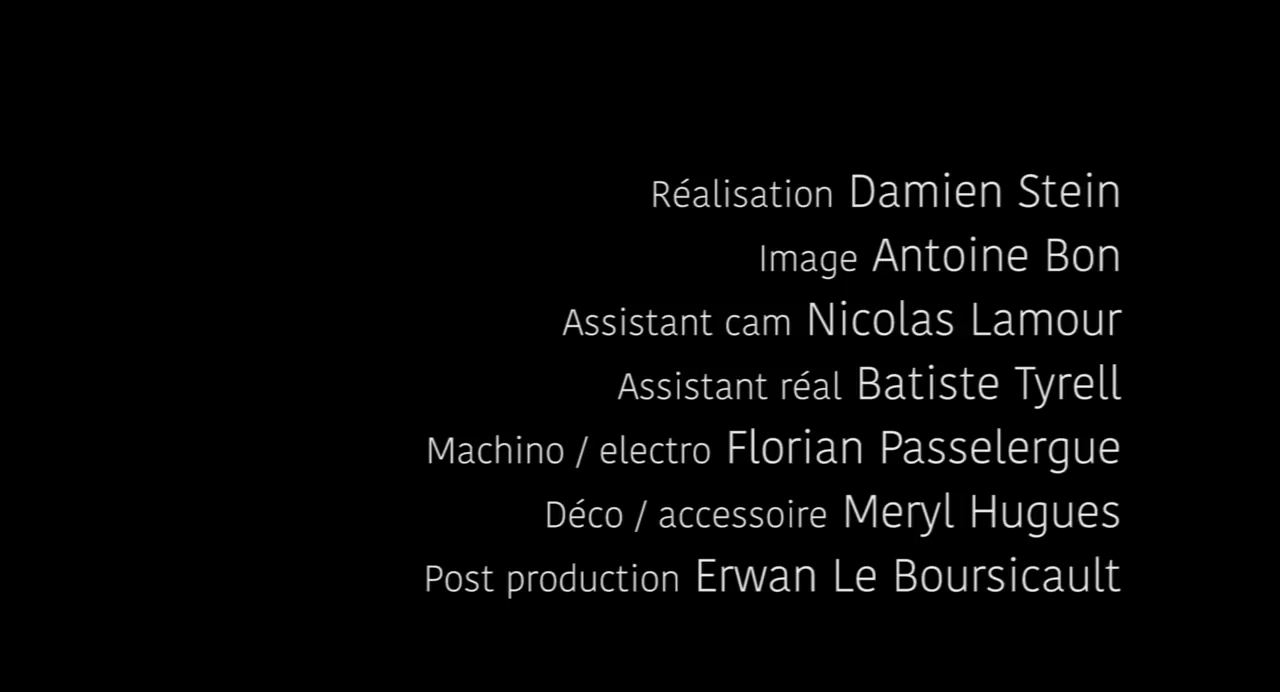 Réalisation Damien Stein
Image Antoine Bon
Assistant cam Nicolas Lamour
Assistant réal Batiste Tyrell
Machino / electro Florian Passelergue
Déco / accessoire Meryl Hugues
Post production Erwan Le Boursicault